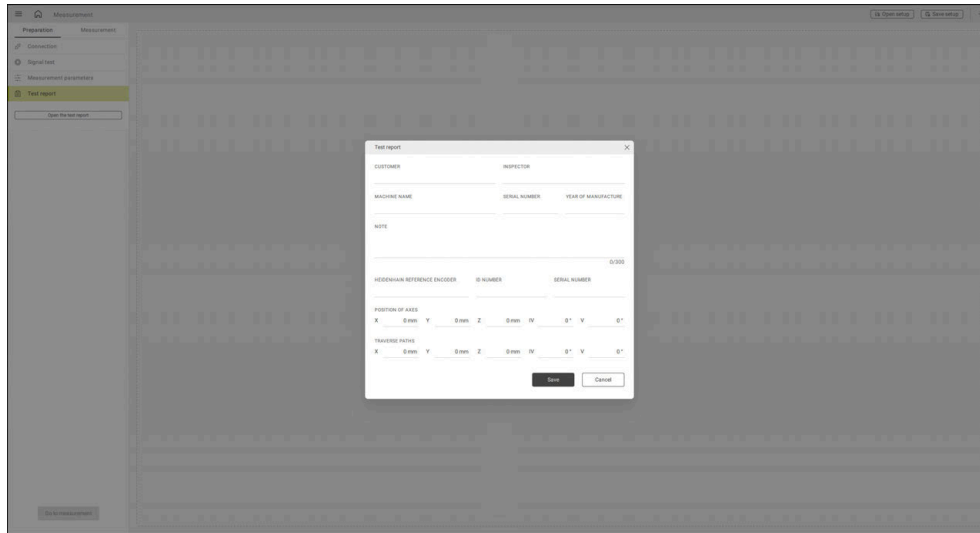 Measurement
Open setup
Save setup
Preparation Measurement
Connection
Signal test
Measurement parameters
Test report
Open the test report
Test report
CUSTOMER INSPECTOR
MACHINE NAME SERIAL NUMBER YEAR OF MANUFACTURE
NOTE
0/300
HEIDENHAIN REFERENCE ENCODER ID NUMBER SERIAL NUMBER
POSITION OF AXES
X 0 mm Y 0 mm Z 0 mm IV 0 ° V 0 °
TRAVERSE PATHS
X 0 mm Y 0 mm Z 0 mm IV 0 ° V 0 °
Save Cancel
Go to measurement